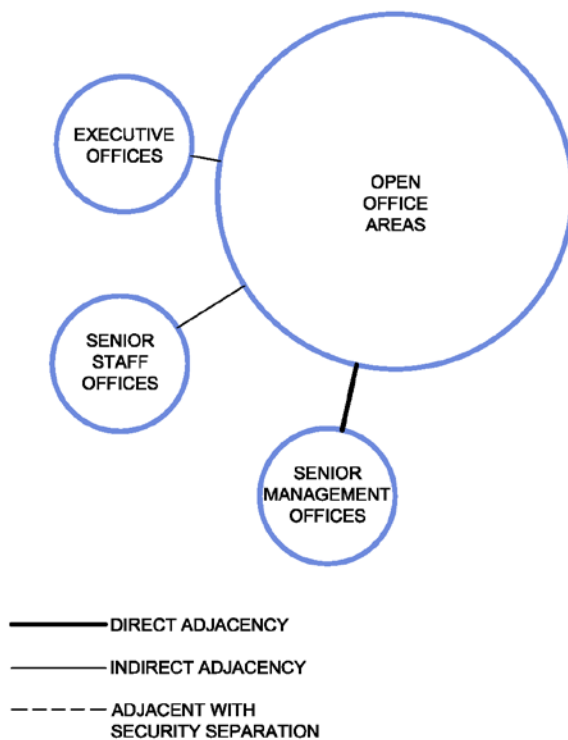 EXECUTIVE
OFFICES
OPEN
OFFICE
AREAS
SENIOR
STAFF
OFFICES
SENIOR
MANAGEMENT
OFFICES
DIRECT ADJACENCY
INDIRECT ADJACENCY
ADJACENT WITH
SECURITY SEPARATION